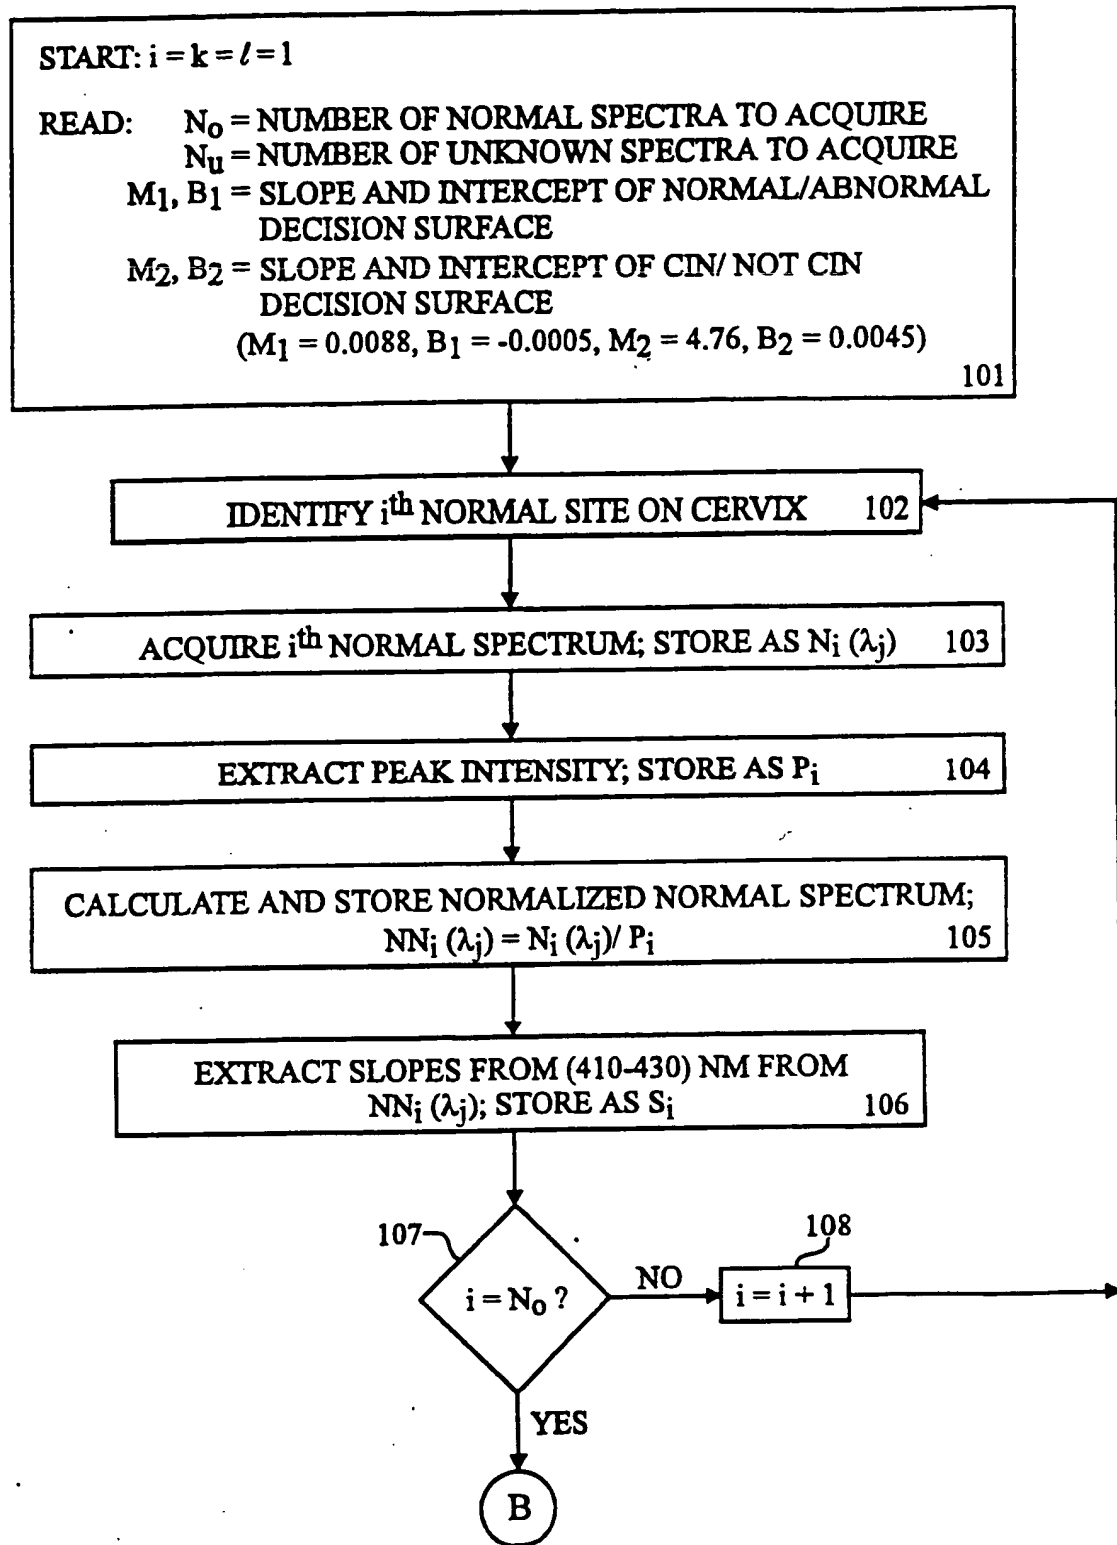 START: i = k = ℓ = 1
READ: No = NUMBER OF NORMAL SPECTRA TO ACQUIRE
Nu = NUMBER OF UNKNOWN SPECTRA TO ACQUIRE
M1, B1 = SLOPE AND INTERCEPT OF NORMAL/ABNORMAL
DECISION SURFACE
M2, B2 = SLOPE AND INTERCEPT OF CIN/ NOT CIN
DECISION SURFACE
(M1 = 0.0088, B1 = -0.0005, M2 = 4.76, B2 = 0.0045)
101
IDENTIFY ith NORMAL SITE ON CERVIX 102
ACQUIRE ith NORMAL SPECTRUM; STORE AS Ni (λj) 103
EXTRACT PEAK INTENSITY; STORE AS Pi 104
CALCULATE AND STORE NORMALIZED NORMAL SPECTRUM;
NNi (λj) = Ni (λj)/ Pi 105
EXTRACT SLOPES FROM (410-430) NM FROM
NNi (λj); STORE AS Si 106
107
108
i = No ?
NO
i = i + 1
YES
B